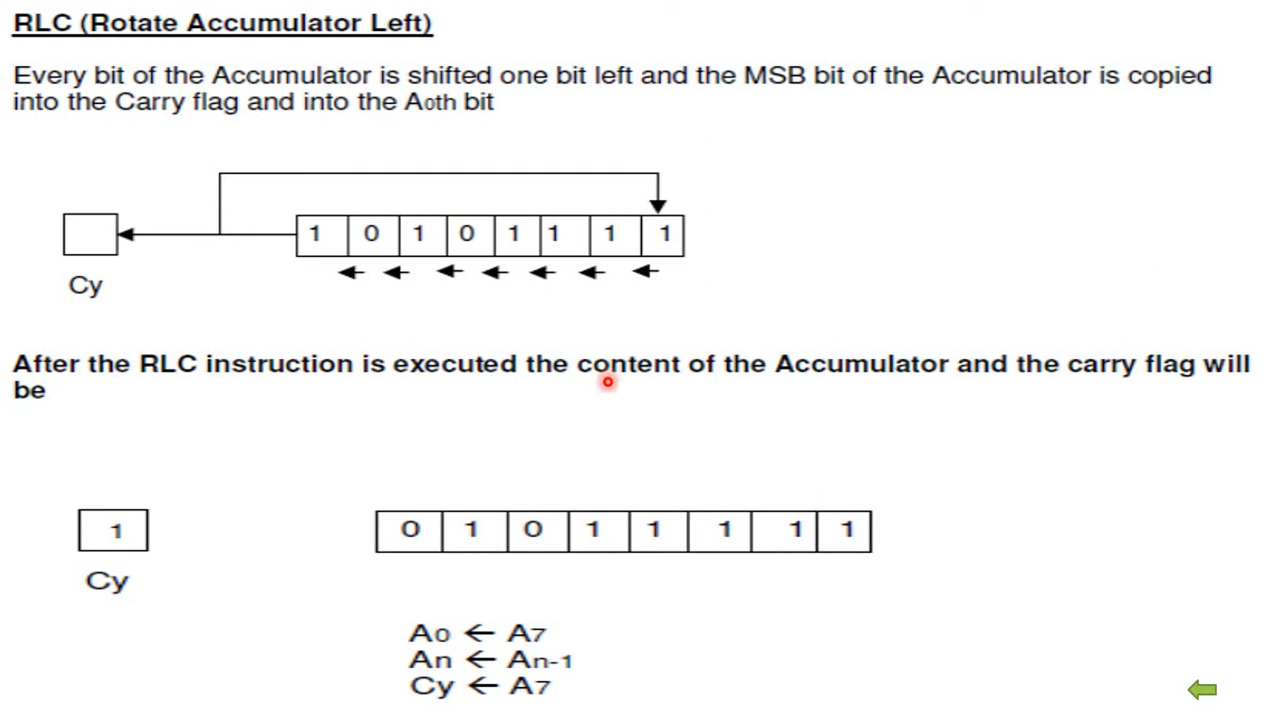 RLC (Rotate Accumulator Left)
Every bit of the Accumulator is shifted one bit left and the MSB bit of the Accumulator is copied
into the Carry flag and into the A0th bit
1 0 1 0 1 1 1 1
Cy
After the RLC instruction is executed the content of the Accumulator and the carry flag will
be
1 0 1 0 1 1 1 1 1
Cy
A0 ← A7
An ← An-1
Cy ← A7